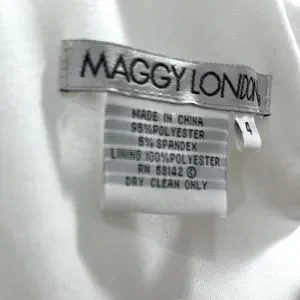 MAGGY LONDON
4
MADE IN CHINA
95%POLYESTER
5% SPANDEX
LINING:100%POLYESTER
RN 58142 ©
DRY CLEAN ONLY